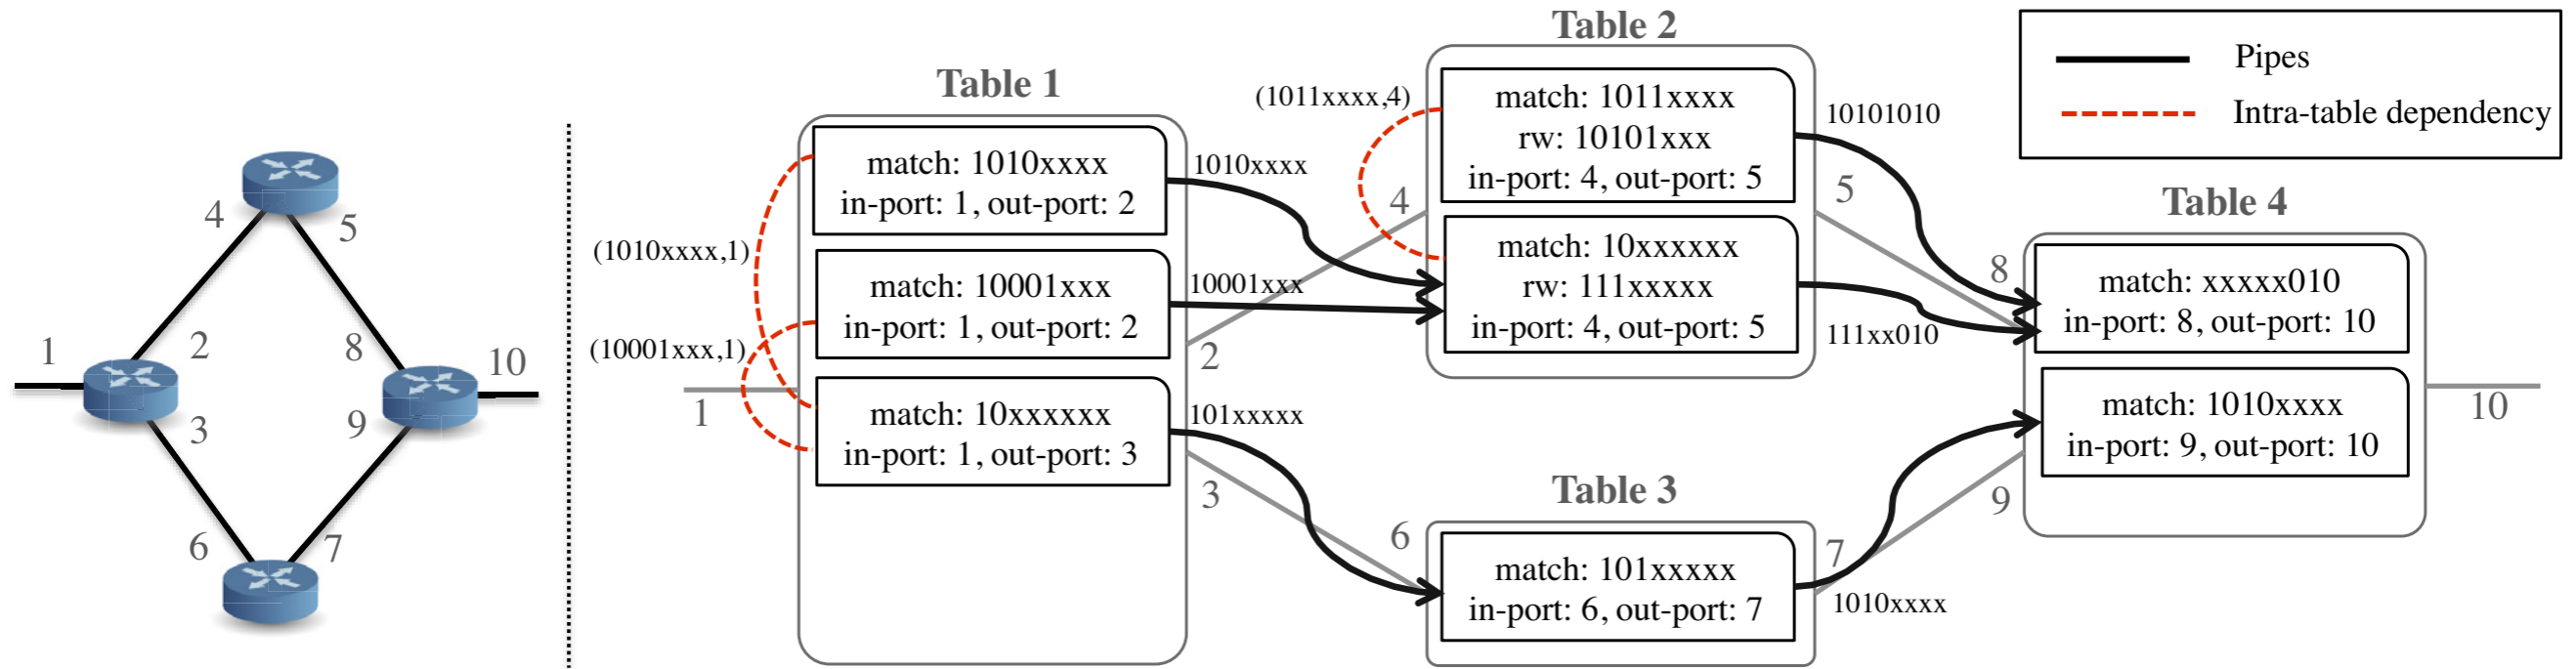 1
2
3
4
5
6
7
8
9
10
Table 1
match: 1010xxxx
in-port: 1, out-port: 2
match: 10001xxx
in-port: 1, out-port: 2
match: 10xxxxxx
in-port: 1, out-port: 3
(1010xxxx,1)
(10001xxx,1)
1
1010xxxx
10001xxx
2
101xxxxx
3
Table 2
(1011xxxx,4)
4
match: 1011xxxx
rw: 10101xxx
in-port: 4, out-port: 5
match: 10xxxxxx
rw: 111xxxxx
in-port: 4, out-port: 5
10101010
5
111xx010
Table 3
6
match: 101xxxxx
in-port: 6, out-port: 7
7
1010xxxx
Table 4
8
match: xxxxx010
in-port: 8, out-port: 10
match: 1010xxxx
in-port: 9, out-port: 10
9
10
Pipes
Intra-table dependency